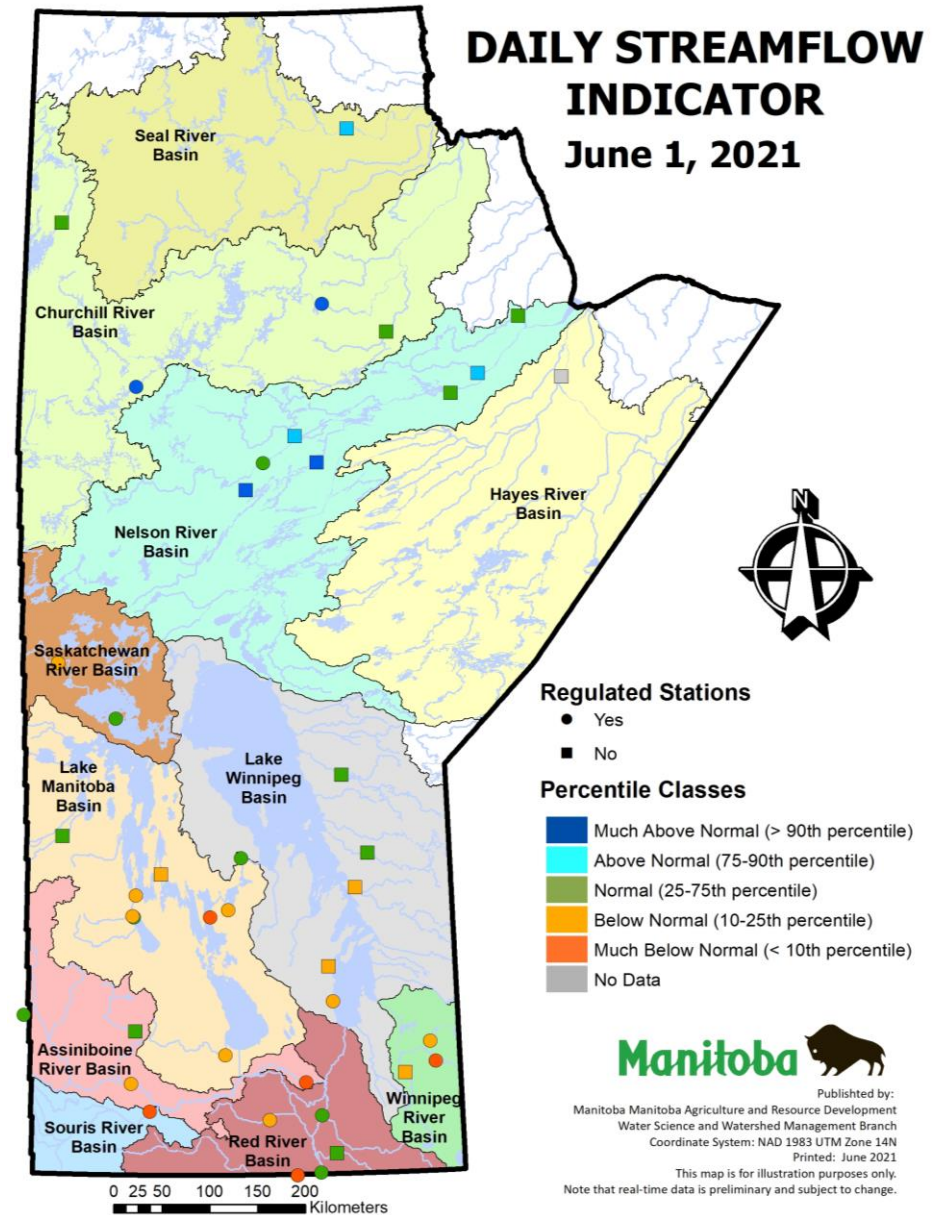 DAILY STREAMFLOW
INDICATOR
June 1, 2021
Seal River
Basin
Churchill River
Basin
Hayes River
Basin
Nelson River
Basin
N
Saskatchewan
River Basin
Lake
Manitoba
Basin
Lake
Winnipeg
Basin
Assiniboine
River Basin
Souris River
Basin
Red River
Basin
Winnipeg
River
Basin
0 25 50 100 150 200
Kilometers
Regulated Stations
Yes
No
Percentile Classes
Much Above Normal (> 90th percentile)
Above Normal (75-90th percentile)
Normal (25-75th percentile)
Below Normal (10-25th percentile)
Much Below Normal (< 10th percentile)
No Data
Manitoba
Published by:
Manitoba Manitoba Agriculture and Resource Development
Water Science and Watershed Management Branch
Coordinate System: NAD 1983 UTM Zone 14N
Printed: June 2021
This map is for illustration purposes only.
Note that real-time data is preliminary and subject to change.